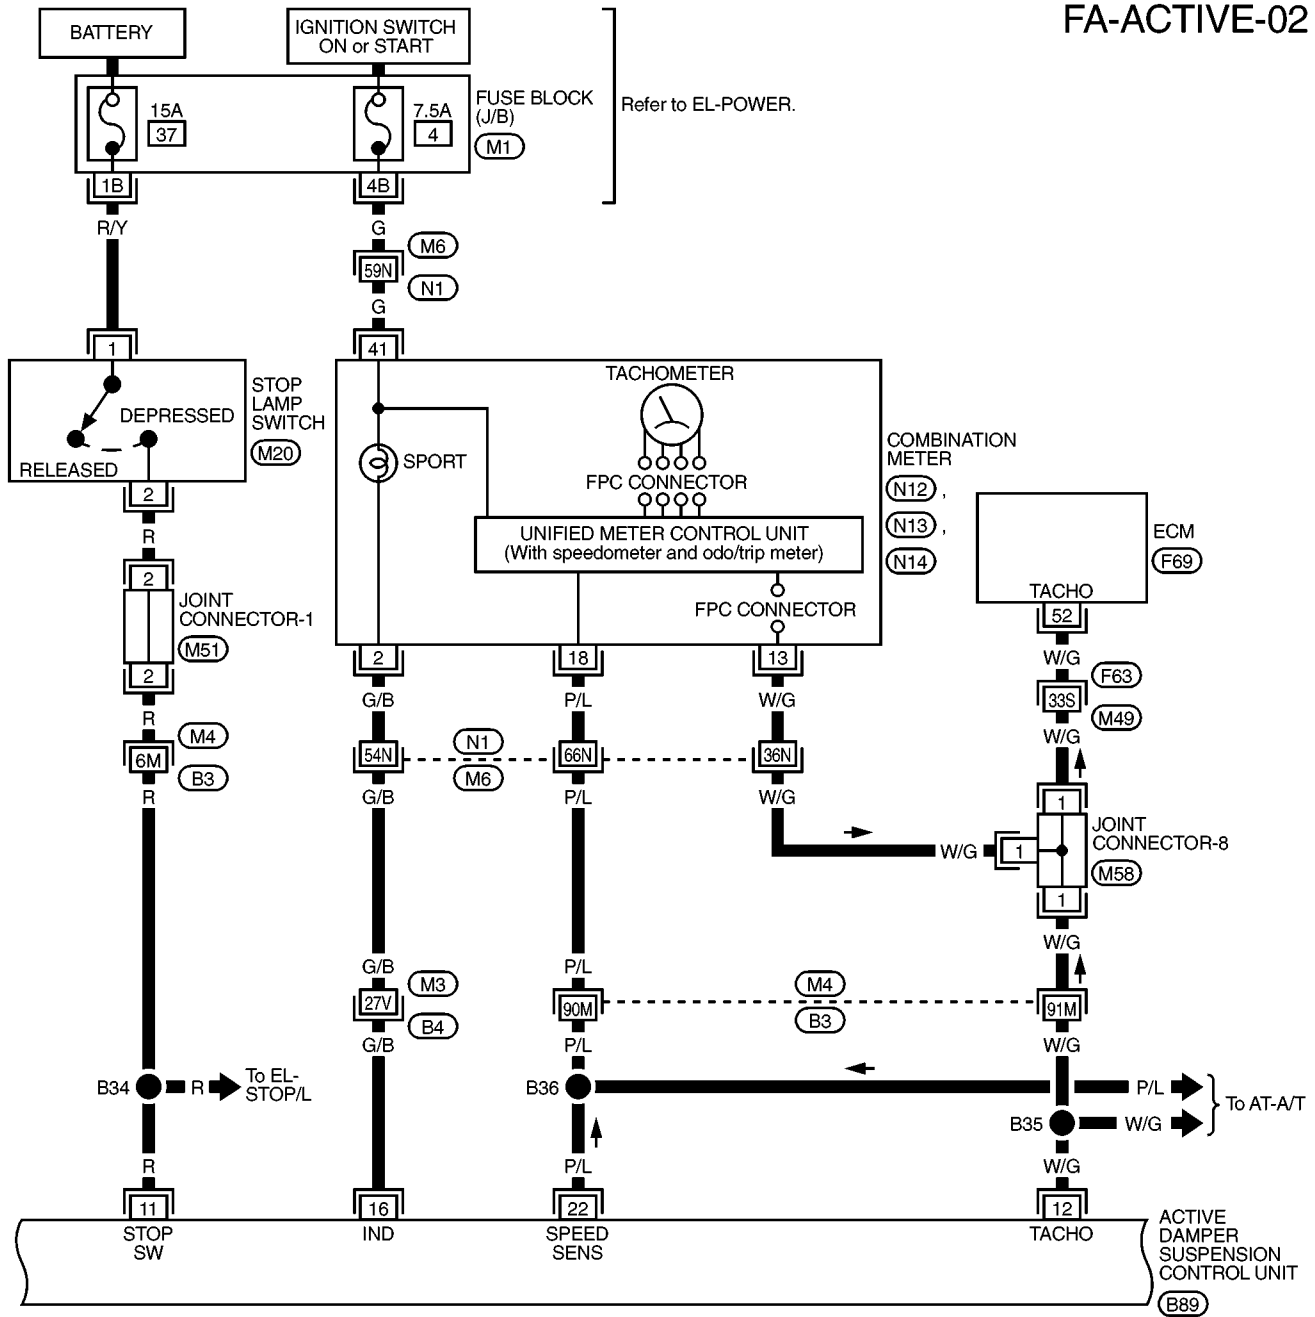 FA-ACTIVE-02
BATTERY
IGNITION SWITCH
ON or START
15A
37
7.5A
4
FUSE BLOCK
(J/B)
M1
Refer to EL-POWER.
1B
4B
R/Y
G
M6
59N
N1
G
1
41
STOP
LAMP
SWITCH
M20
DEPRESSED
RELEASED
TACHOMETER
SPORT
FPC CONNECTOR
UNIFIED METER CONTROL UNIT
(With speedometer and odo/trip meter)
FPC CONNECTOR
COMBINATION
METER
N12 ,
N13 ,
N14
ECM
F69
TACHO
52
2
R
2
JOINT
CONNECTOR-1
M51
2
R
M4
6M
B3
R
2
18
13
G/B
P/L
W/G
54N
N1
M6
66N
36N
G/B
P/L
W/G
W/G
F63
33S
M49
W/G
1
JOINT
CONNECTOR-8
M58
W/G
1
1
W/G
G/B
P/L
M3
27V
B4
90M
M4
B3
91M
G/B
P/L
W/G
B34
R
To EL-
STOP/L
B36
P/L
B35
W/G
To AT-A/T
R
P/L
W/G
11
16
22
12
STOP
SW
IND
SPEED
SENS
TACHO
ACTIVE
DAMPER
SUSPENSION
CONTROL UNIT
B89